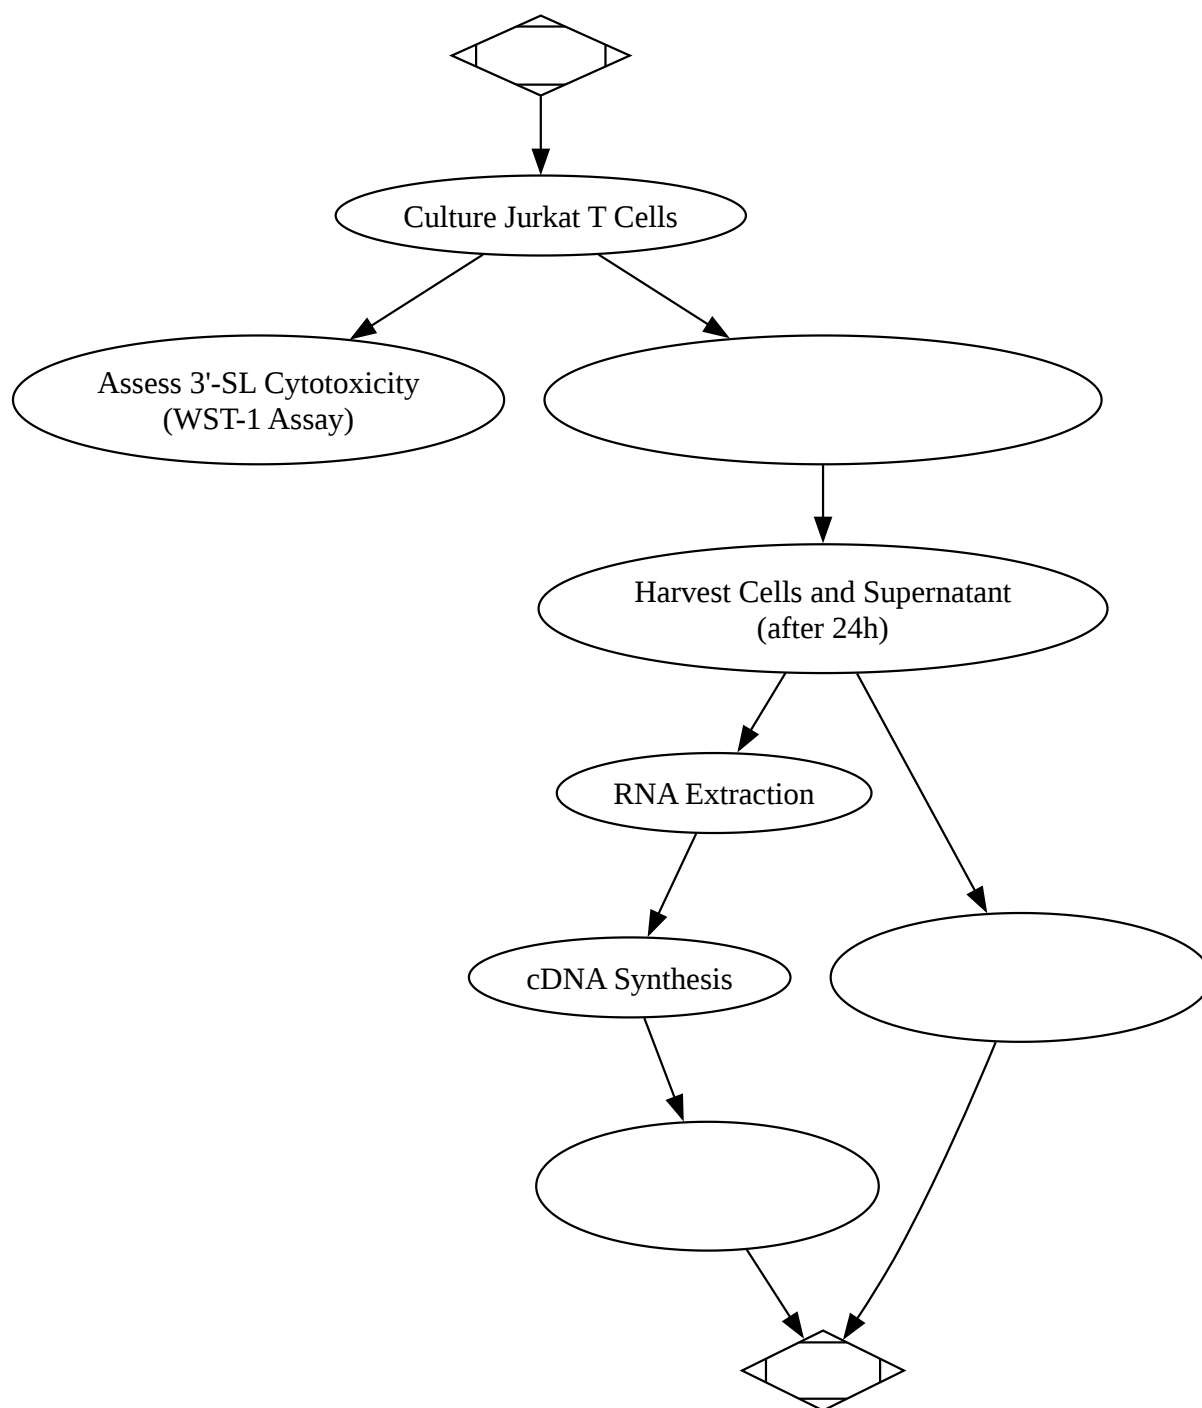 Culture Jurkat T Cells
Assess 3'-SL Cytotoxicity
(WST-1 Assay)
Harvest Cells and Supernatant
(after 24h)
RNA Extraction
cDNA Synthesis